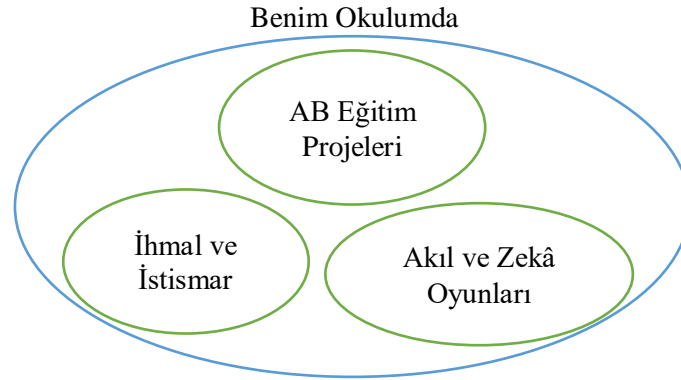 Benim Okulumda
AB Eğitim
Projeleri
İhmal ve
İstismar
Akıl ve Zekâ
Oyunları